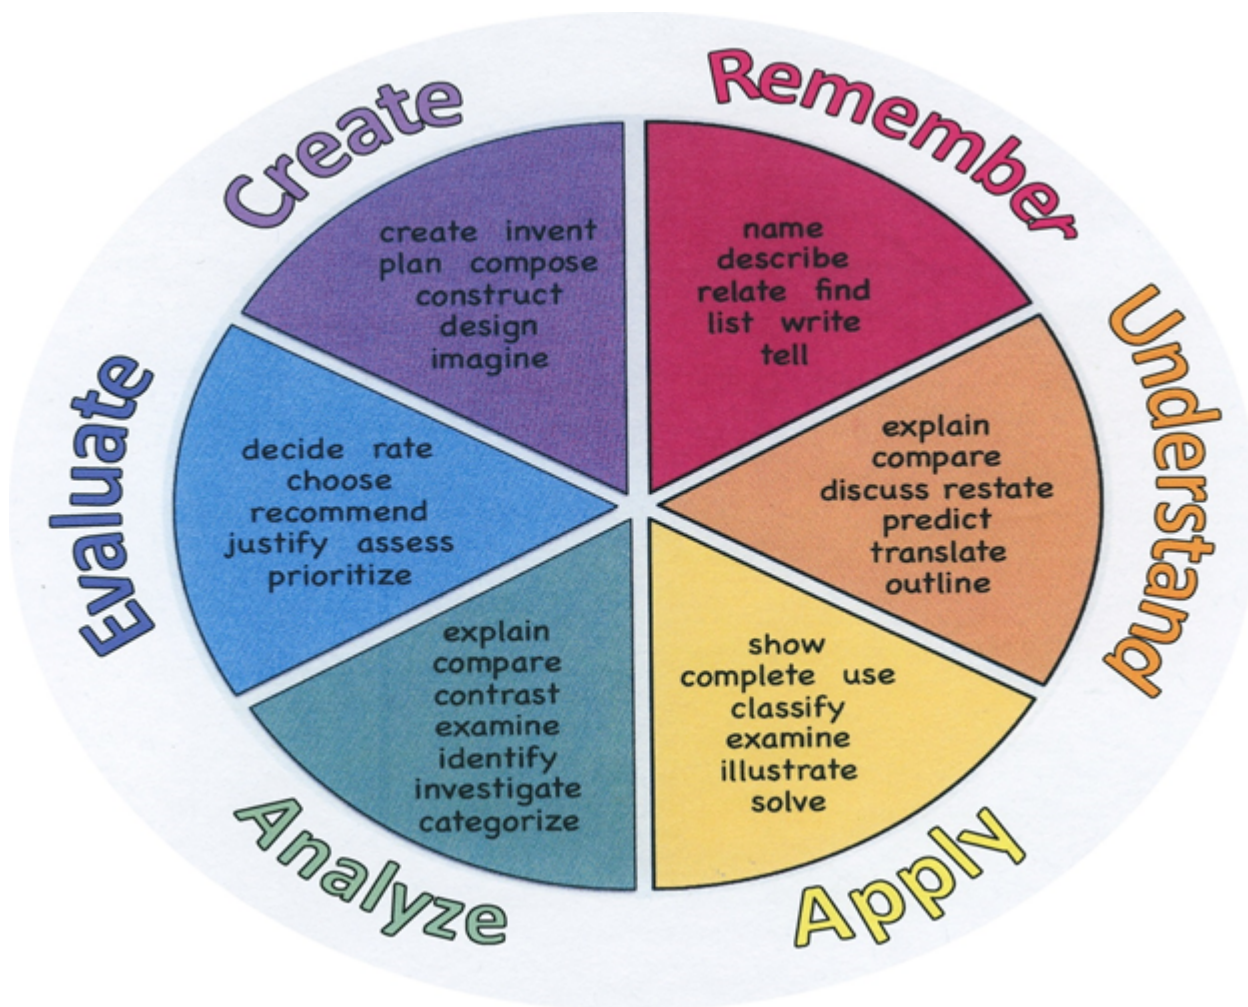 Remember
name
describe
relate find
list write
tell
Understand
explain
compare
discuss restate
predict
translate
outline
Apply
show
complete use
classify
examine
illustrate
solve
Analyze
explain
compare
contrast
examine
identify
investigate
categorize
Evaluate
decide rate
choose
recommend
justify assess
prioritize
Create
create invent
plan compose
construct
design
imagine